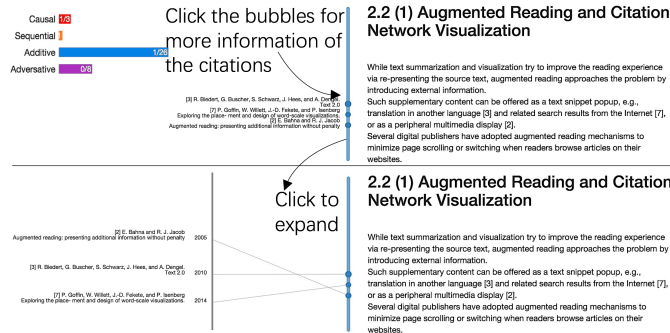 Causal 1/3
Sequential
Additive 1/26
Adversative 0/8
Click the bubbles for
more information of
the citations
[3] R. Biedert, G. Buscher, S. Schwarz, J. Hees, and A. Dengel.
Text 2.0
[7] P. Goffin, W. Willett, J.-D. Fekete, and P. Isenberg
Exploring the place- ment and design of word-scale visualizations.
[2] E. Bahna and R. J. Jacob
Augmented reading: presenting additional information without penalty
2.2 (1) Augmented Reading and Citation
Network Visualization
While text summarization and visualization try to improve the reading experience
via re-presenting the source text, augmented reading approaches the problem by
introducing external information.
Such supplementary content can be offered as a text snippet popup, e.g.,
translation in another language [3] and related search results from the Internet [7],
or as a peripheral multimedia display [2].
Several digital publishers have adopted augmented reading mechanisms to
minimize page scrolling or switching when readers browse articles on their
websites.
Click to
expand
[2] E. Bahna and R. J. Jacob
Augmented reading: presenting additional information without penalty
2005
[3] R. Biedert, G. Buscher, S. Schwarz, J. Hees, and A. Dengel.
Text 2.0
2010
[7] P. Goffin, W. Willett, J.-D. Fekete, and P. Isenberg
Exploring the place- ment and design of word-scale visualizations.
2014
2.2 (1) Augmented Reading and Citation
Network Visualization
While text summarization and visualization try to improve the reading experience
via re-presenting the source text, augmented reading approaches the problem by
introducing external information.
Such supplementary content can be offered as a text snippet popup, e.g.,
translation in another language [3] and related search results from the Internet [7],
or as a peripheral multimedia display [2].
Several digital publishers have adopted augmented reading mechanisms to
minimize page scrolling or switching when readers browse articles on their
websites.